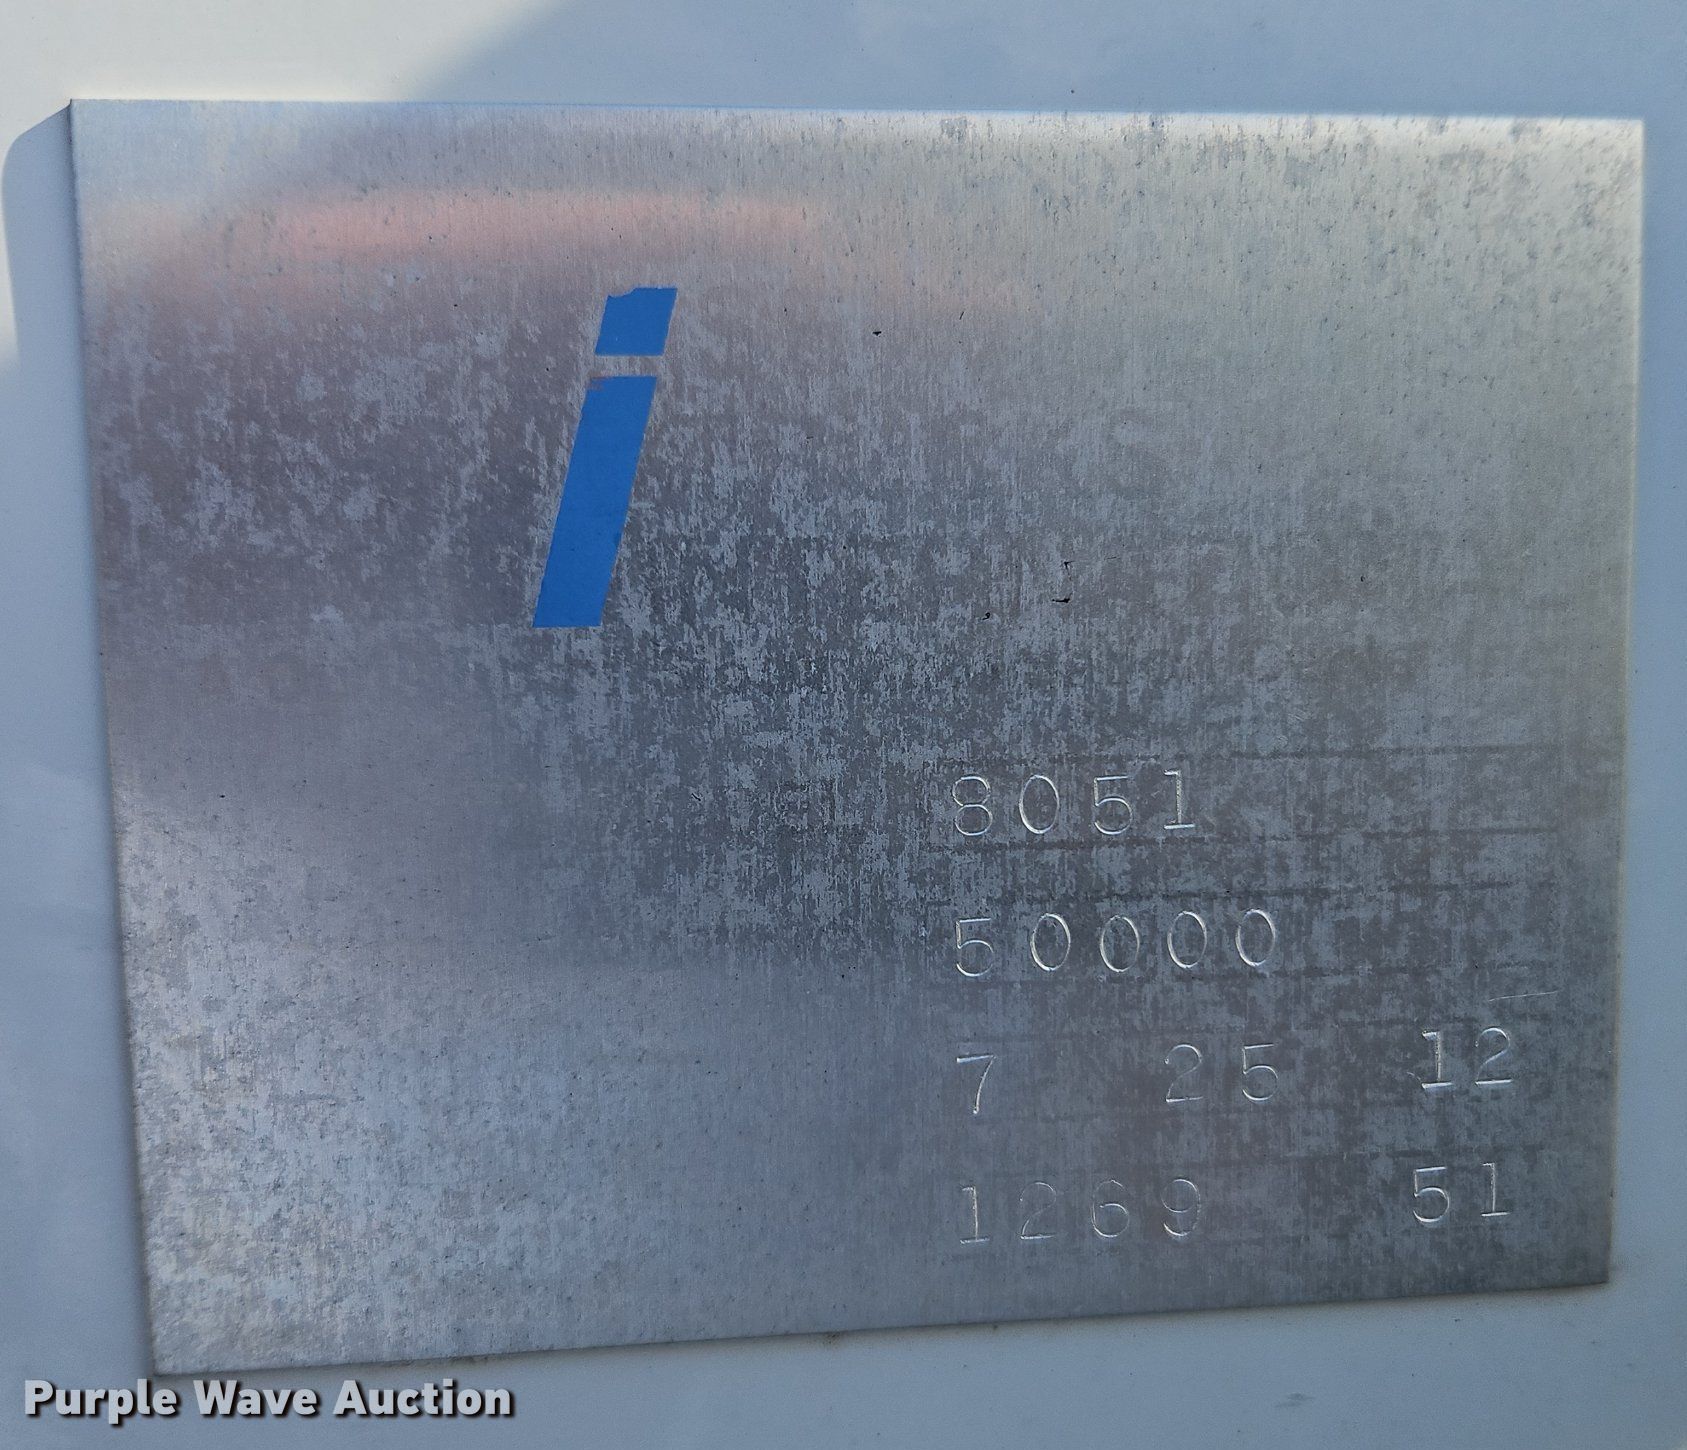 i
8051
50000
7 25 12
1269 51
Purple Wave Auction